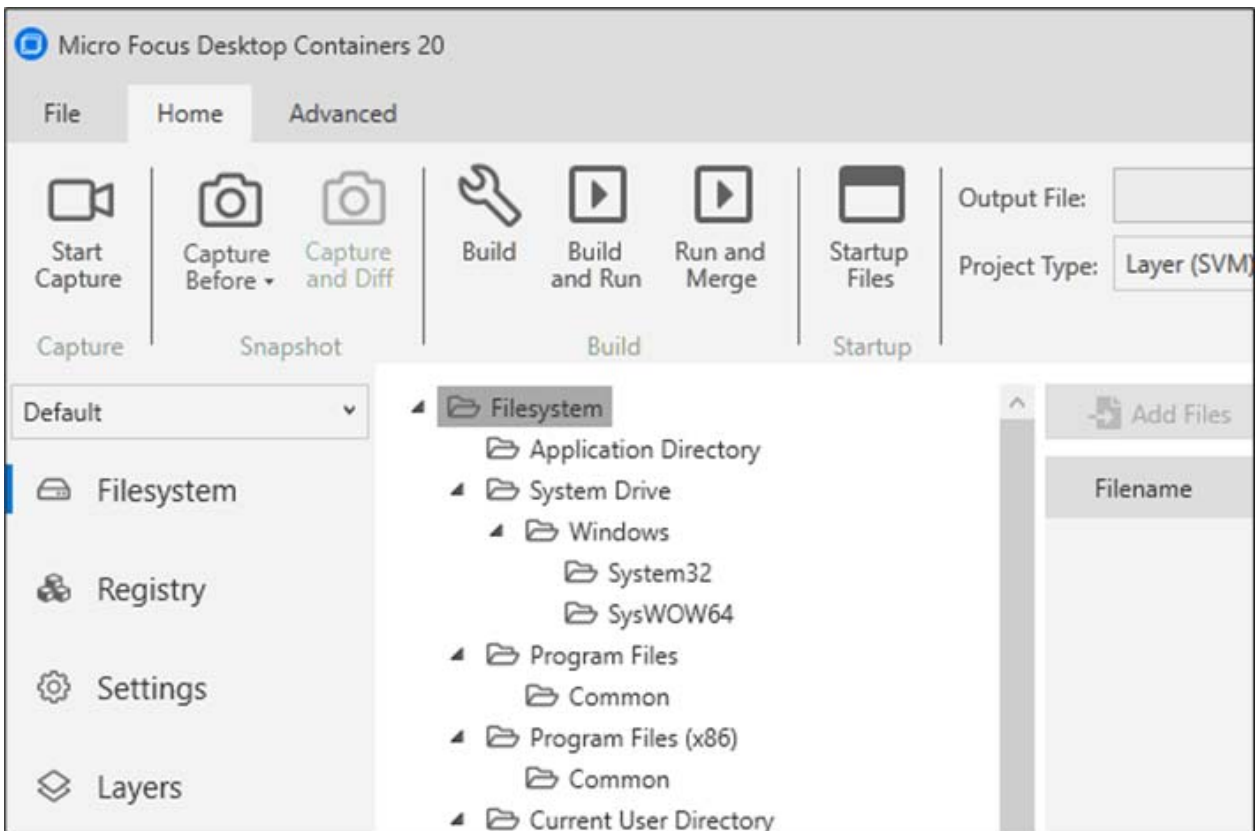 Micro Focus Desktop Containers 20
File Home Advanced
Start Capture
Capture Before
Capture and Diff
Build
Build and Run
Run and Merge
Startup Files
Output File:
Project Type: Layer (SVM)
Capture Snapshot Build Startup
Default
Filesystem
Registry
Settings
Layers
Filesystem
Application Directory
System Drive
Windows
System32
SysWOW64
Program Files
Common
Program Files (x86)
Common
Current User Directory
Add Files
Filename